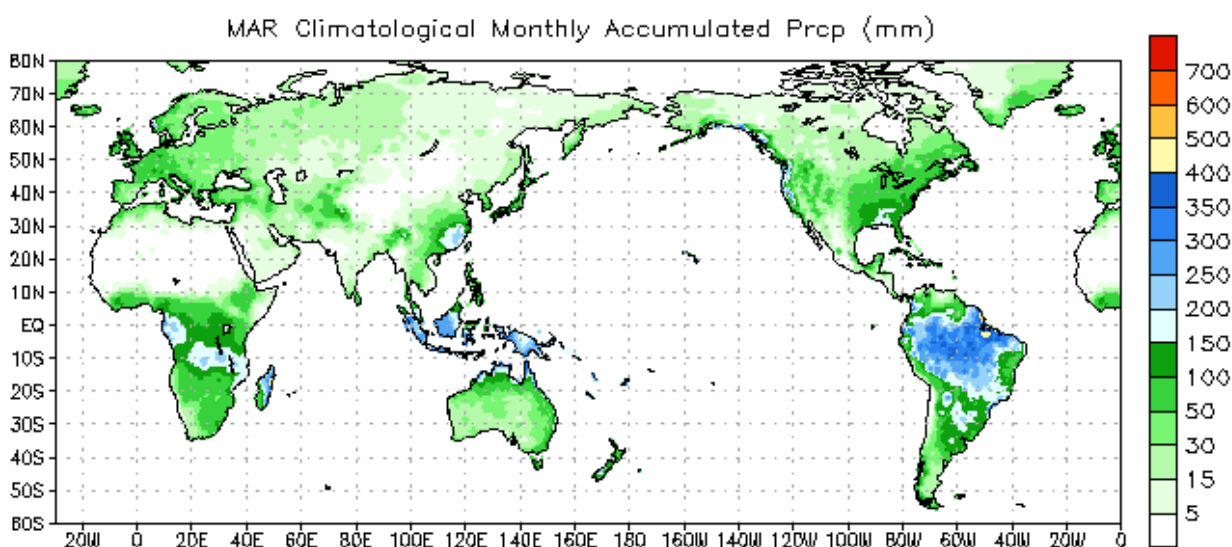 MAR Climatological Monthly Accumulated Prcp (mm)
80N
70N
60N
50N
40N
30N
20N
10N
EQ
10S
20S
30S
40S
50S
60S
20W 0 20E 40E 60E 80E 100E 120E 140E 160E 180 160W 140W 120W 100W 80W 60W 40W 20W 0
700
600
500
400
350
300
250
200
150
100
50
30
15
5